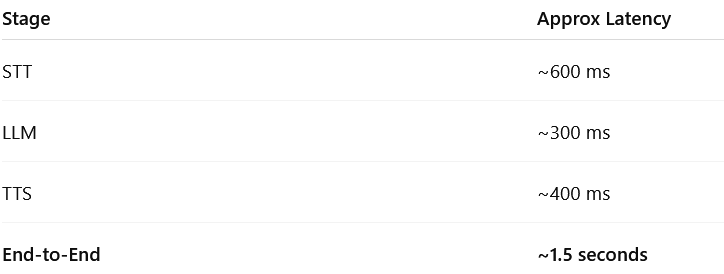 Stage Approx Latency
STT ~600 ms
LLM ~300 ms
TTS ~400 ms
End-to-End ~1.5 seconds